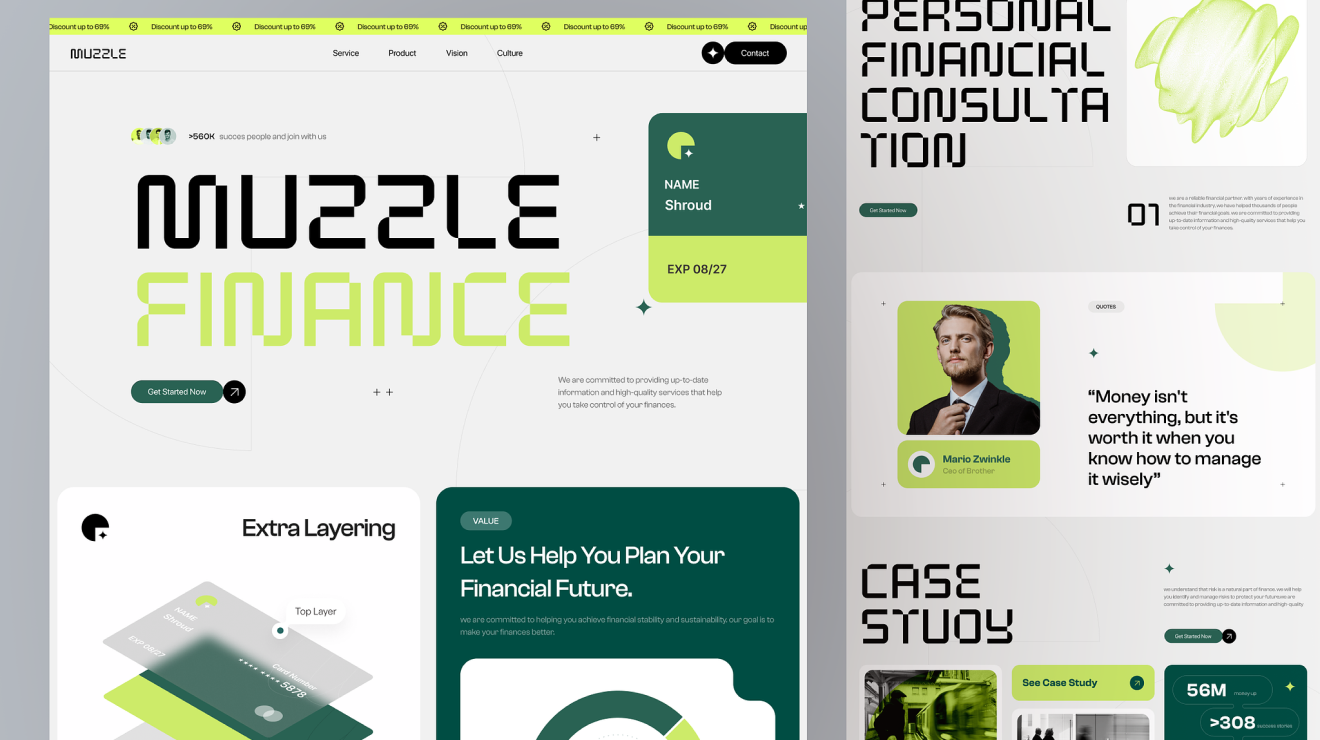 Discount up to 69% Discount up to 69% Discount up to 69% Discount up to 69% Discount up to 69% Discount up to 69% Discount up to 69% Discount up
MUZZLE
Service Product Vision Culture
Contact
>560K succes people and join with us
MUZZLE
FINANCE
NAME
Shroud
EXP 08/27
Get Started Now
We are committed to providing up-to-date
information and high-quality services that help
you take control of your finances.
Extra Layering
Top Layer
NAME
Shroud
EXP 08/27
Card Number
5878
VALUE
Let Us Help You Plan Your
Financial Future.
we are committed to helping you achieve financial stability and sustainability. our goal is to
make your finances better.
PERSONAL
FINANCIAL
CONSULTA
TION
Get Started Now
01
we are a reliable financial partner. with years of experience in
the financial industry, we have helped thousands of people
achieve their financial goals. we are committed to providing
up-to-date information and high-quality services that help you
take control of your finances.
Mario Zwinkle
Ceo of Brother
QUOTES
“Money isn't
everything, but it's
worth it when you
know how to manage
it wisely”
CASE
STUDY
we understand that risk is a natural part of finance. we will help
you identify and manage risks to protect your future. we are
committed to providing up-to-date information and high-quality
Get Started Now
See Case Study
56M money up
>308 success stories